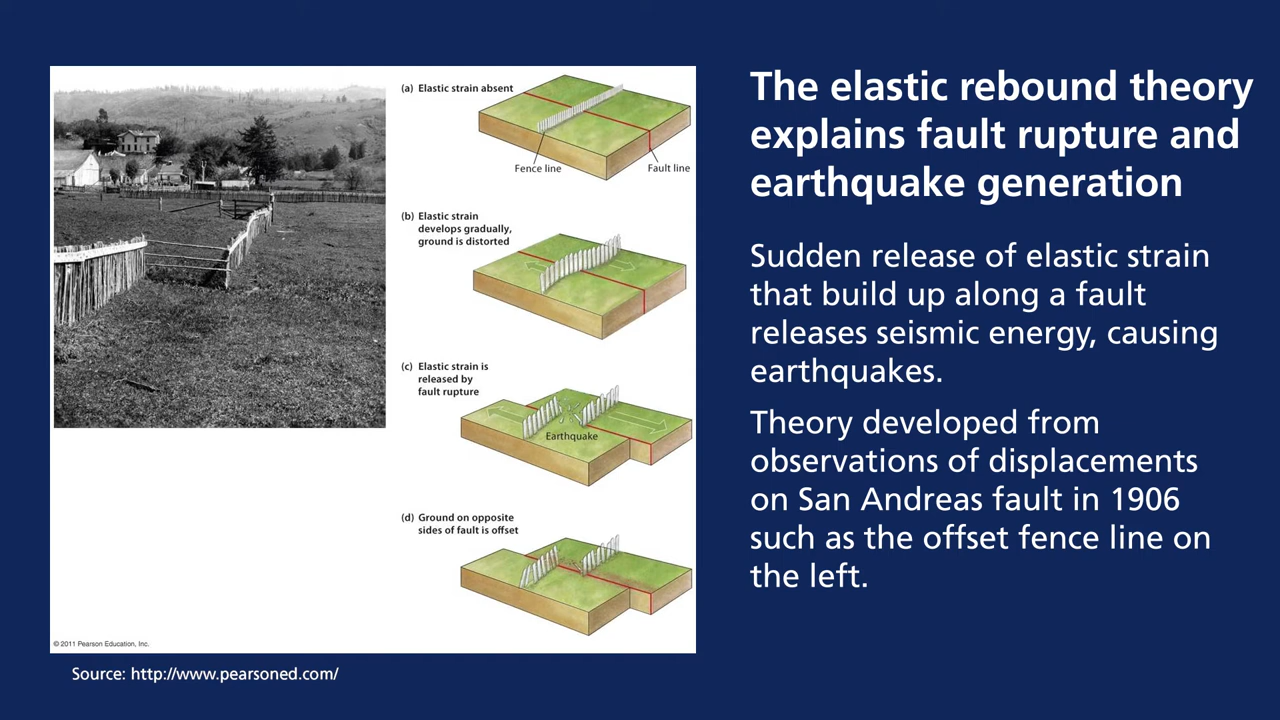 (a) Elastic strain absent
Fence line
Fault line
(b) Elastic strain
develops gradually,
ground is distorted
(c) Elastic strain is
released by
fault rupture
Earthquake
(d) Ground on opposite
sides of fault is offset
© 2011 Pearson Education, Inc.
Source: http://www.pearsoned.com/
The elastic rebound theory
explains fault rupture and
earthquake generation
Sudden release of elastic strain
that build up along a fault
releases seismic energy, causing
earthquakes.
Theory developed from
observations of displacements
on San Andreas fault in 1906
such as the offset fence line on
the left.